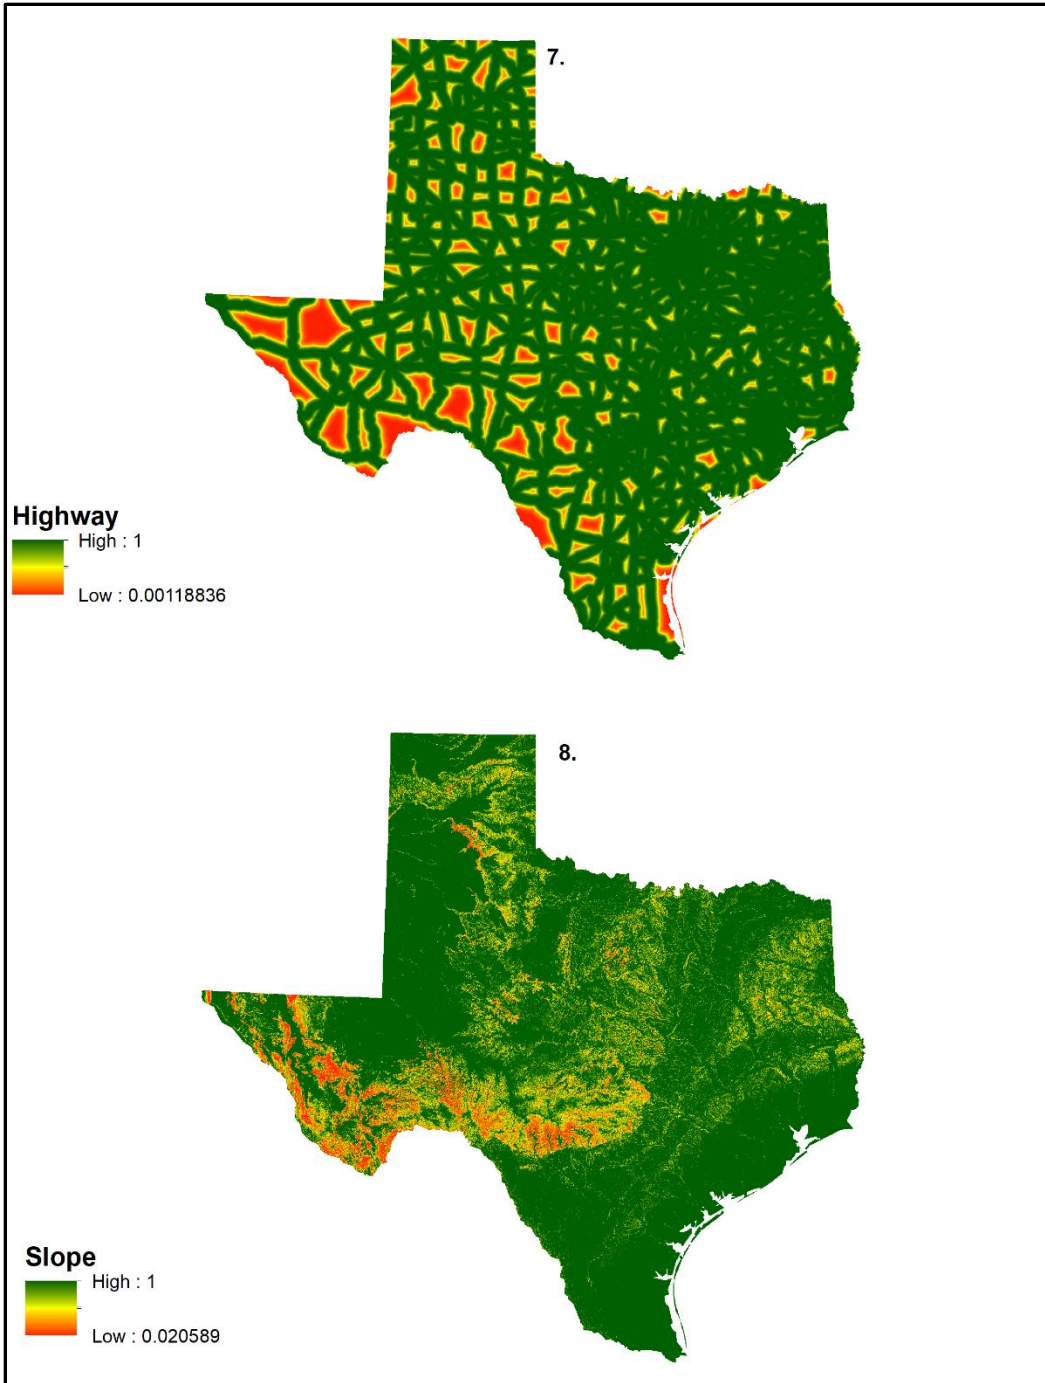 7.
Highway
High : 1
Low : 0.00118836
8.
Slope
High : 1
Low : 0.020589